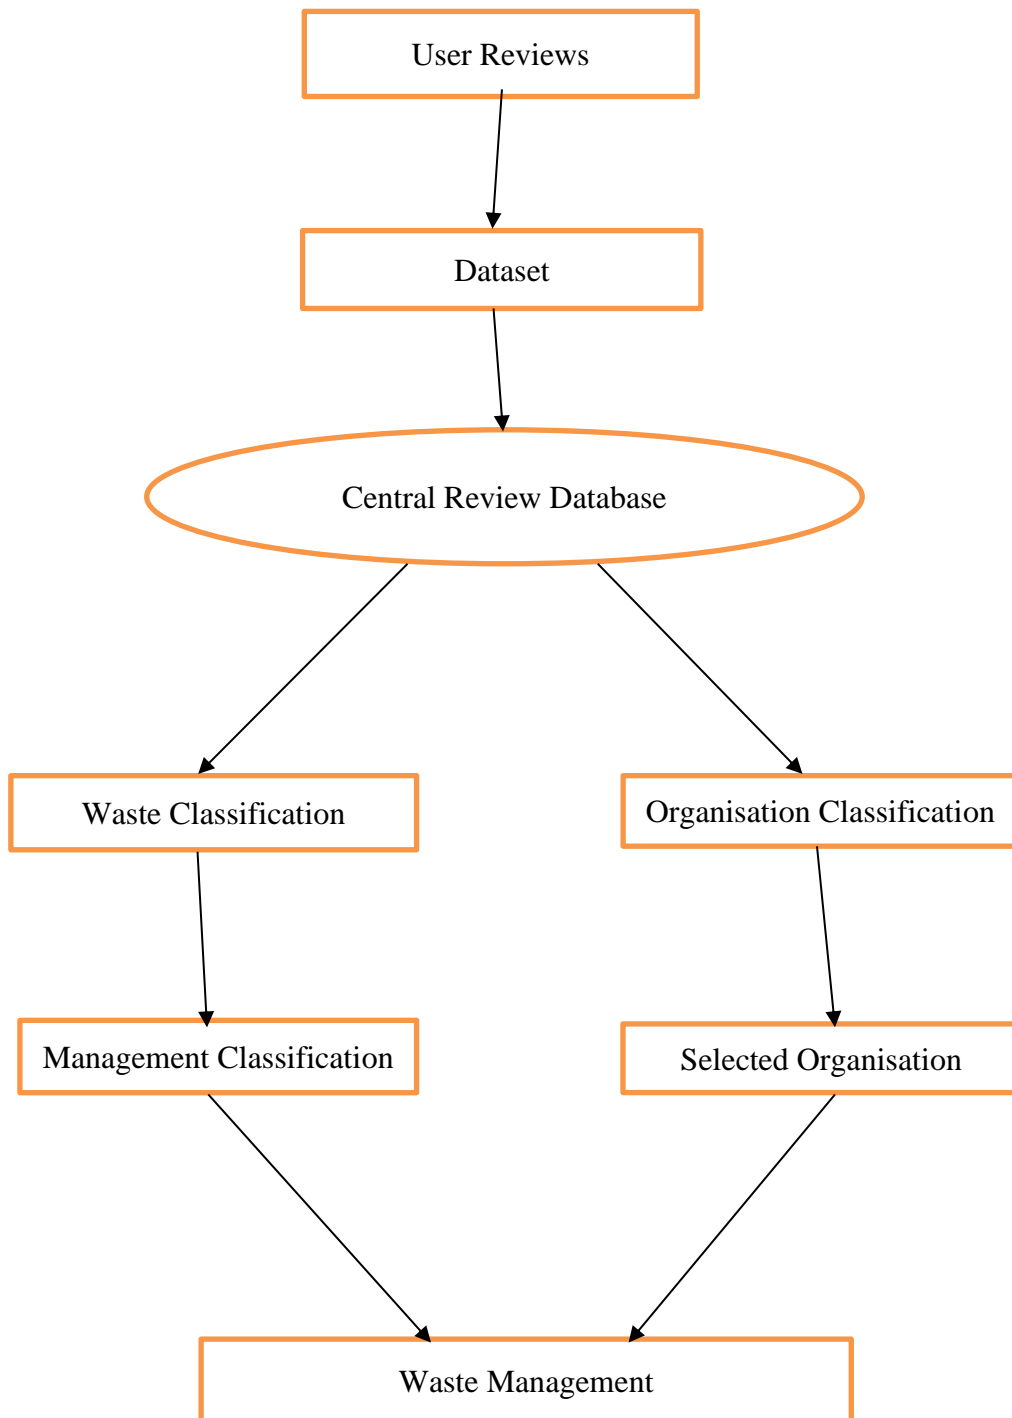 User Reviews
Dataset
Central Review Database
Waste Classification
Organisation Classification
Management Classification
Selected Organisation
Waste Management